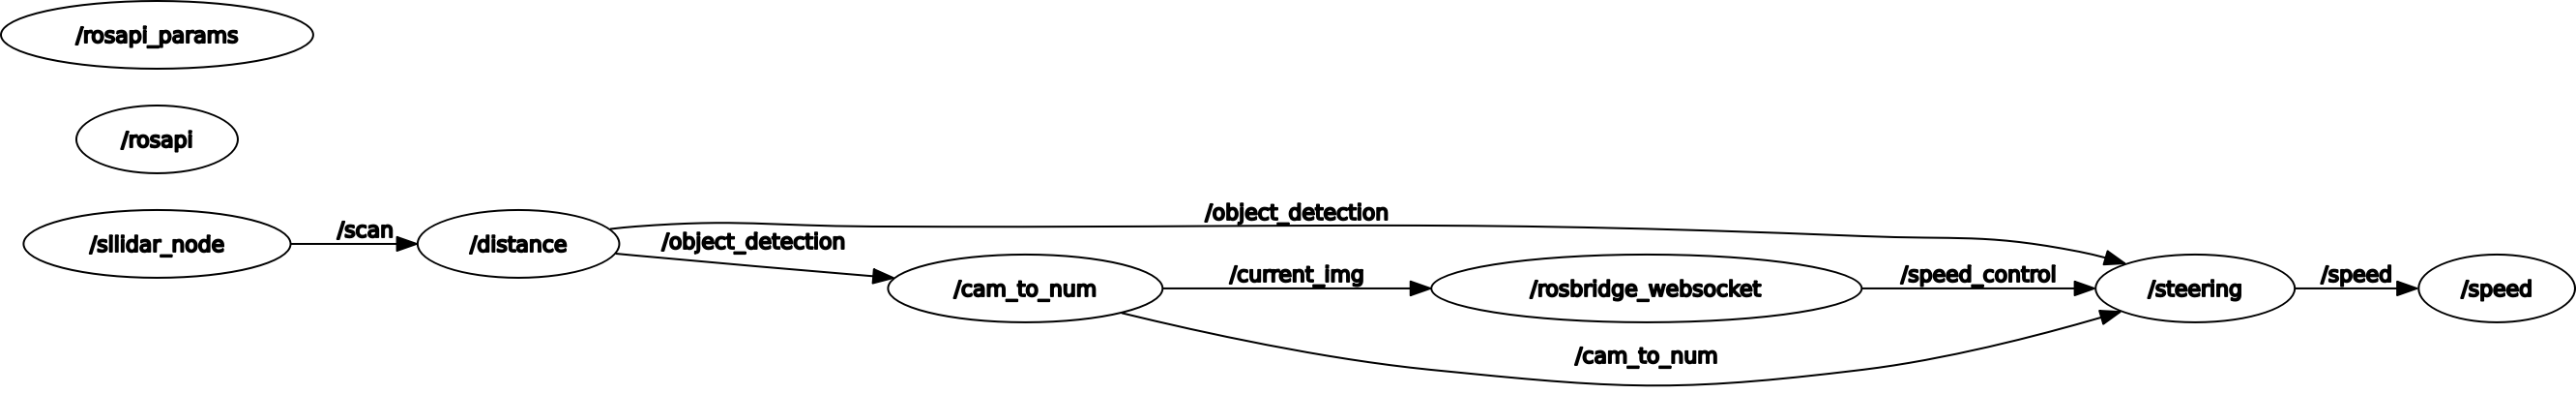 /rosapi_params
/rosapi
/sllidar_node
/scan
/distance
/object_detection
/object_detection
/cam_to_num
/current_img
/rosbridge_websocket
/speed_control
/cam_to_num
/steering
/speed
/speed